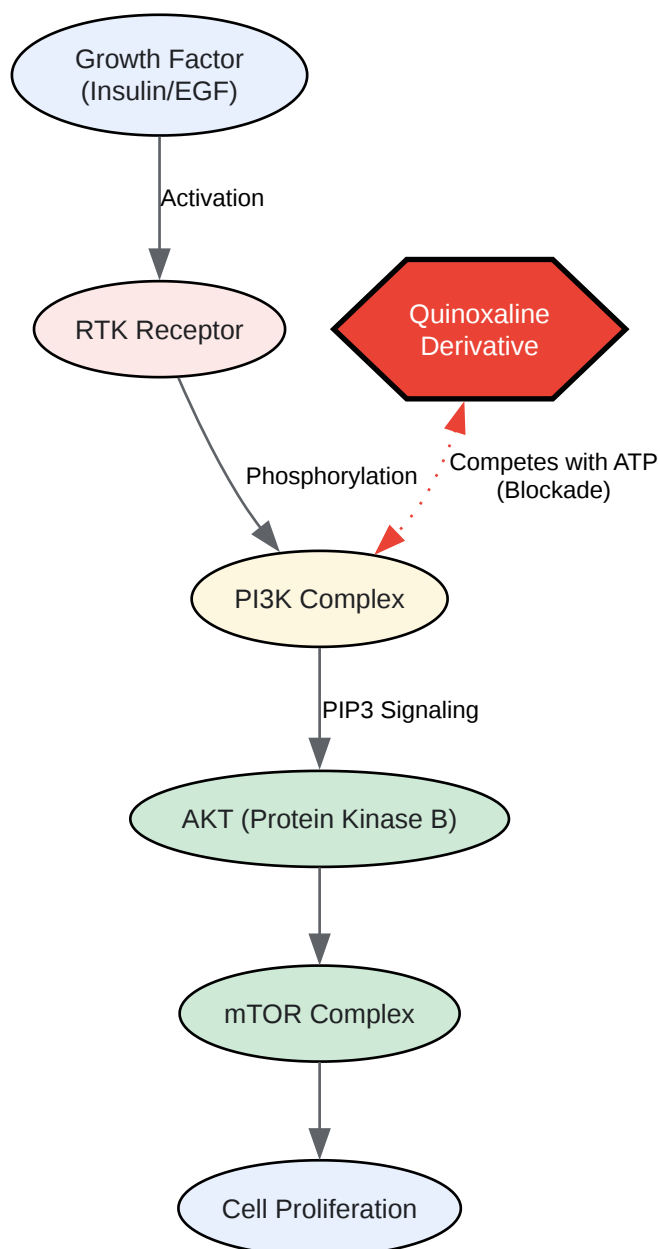 Growth Factor
(Insulin/EGF)
Activation
RTK Receptor
Quinoxaline
Derivative
Phosphorylation
Competes with ATP
(Blockade)
PI3K Complex
PIP3 Signaling
AKT (Protein Kinase B)
mTOR Complex
Cell Proliferation